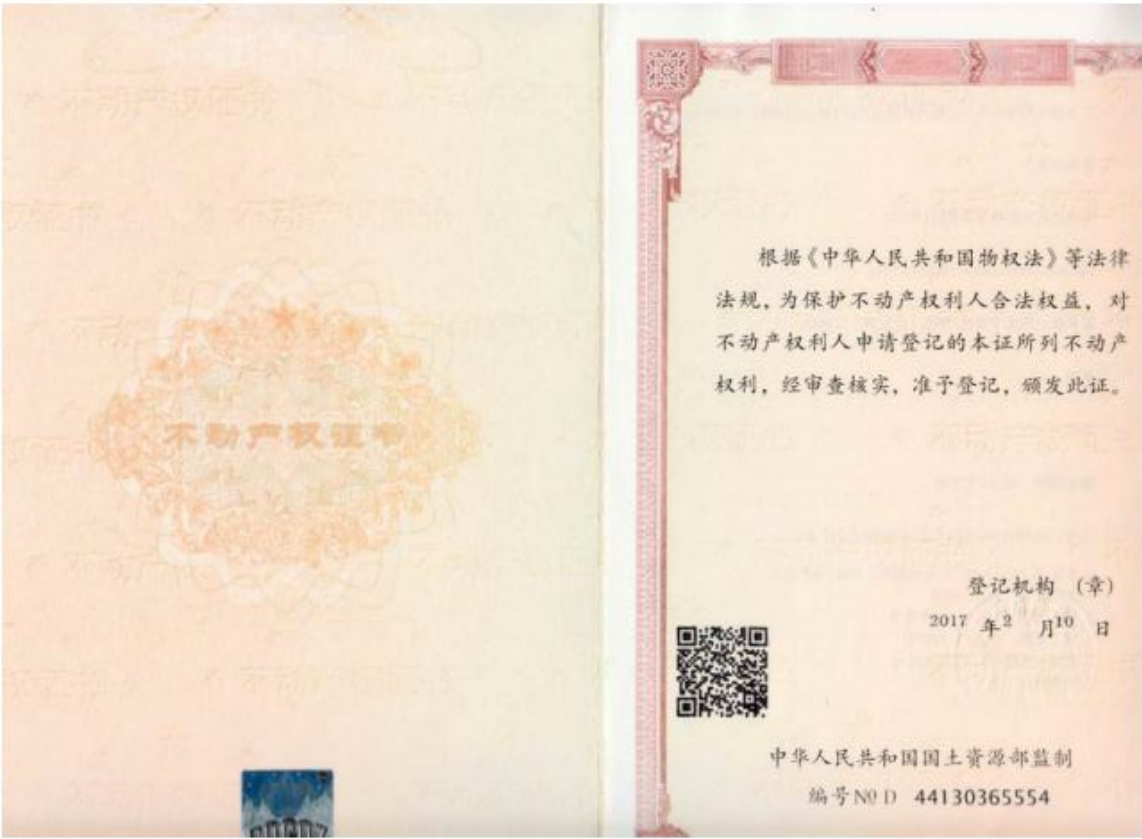 不动产权证书
根据《中华人民共和国物权法》等法律
法规，为保护不动产权利人合法权益，对
不动产权利人申请登记的本证所列不动产
权利，经审查核实，准予登记，颁发此证。
登记机构 (章)
2017 年 2 月 10 日
中华人民共和国国土资源部监制
编号 № D 44130365554